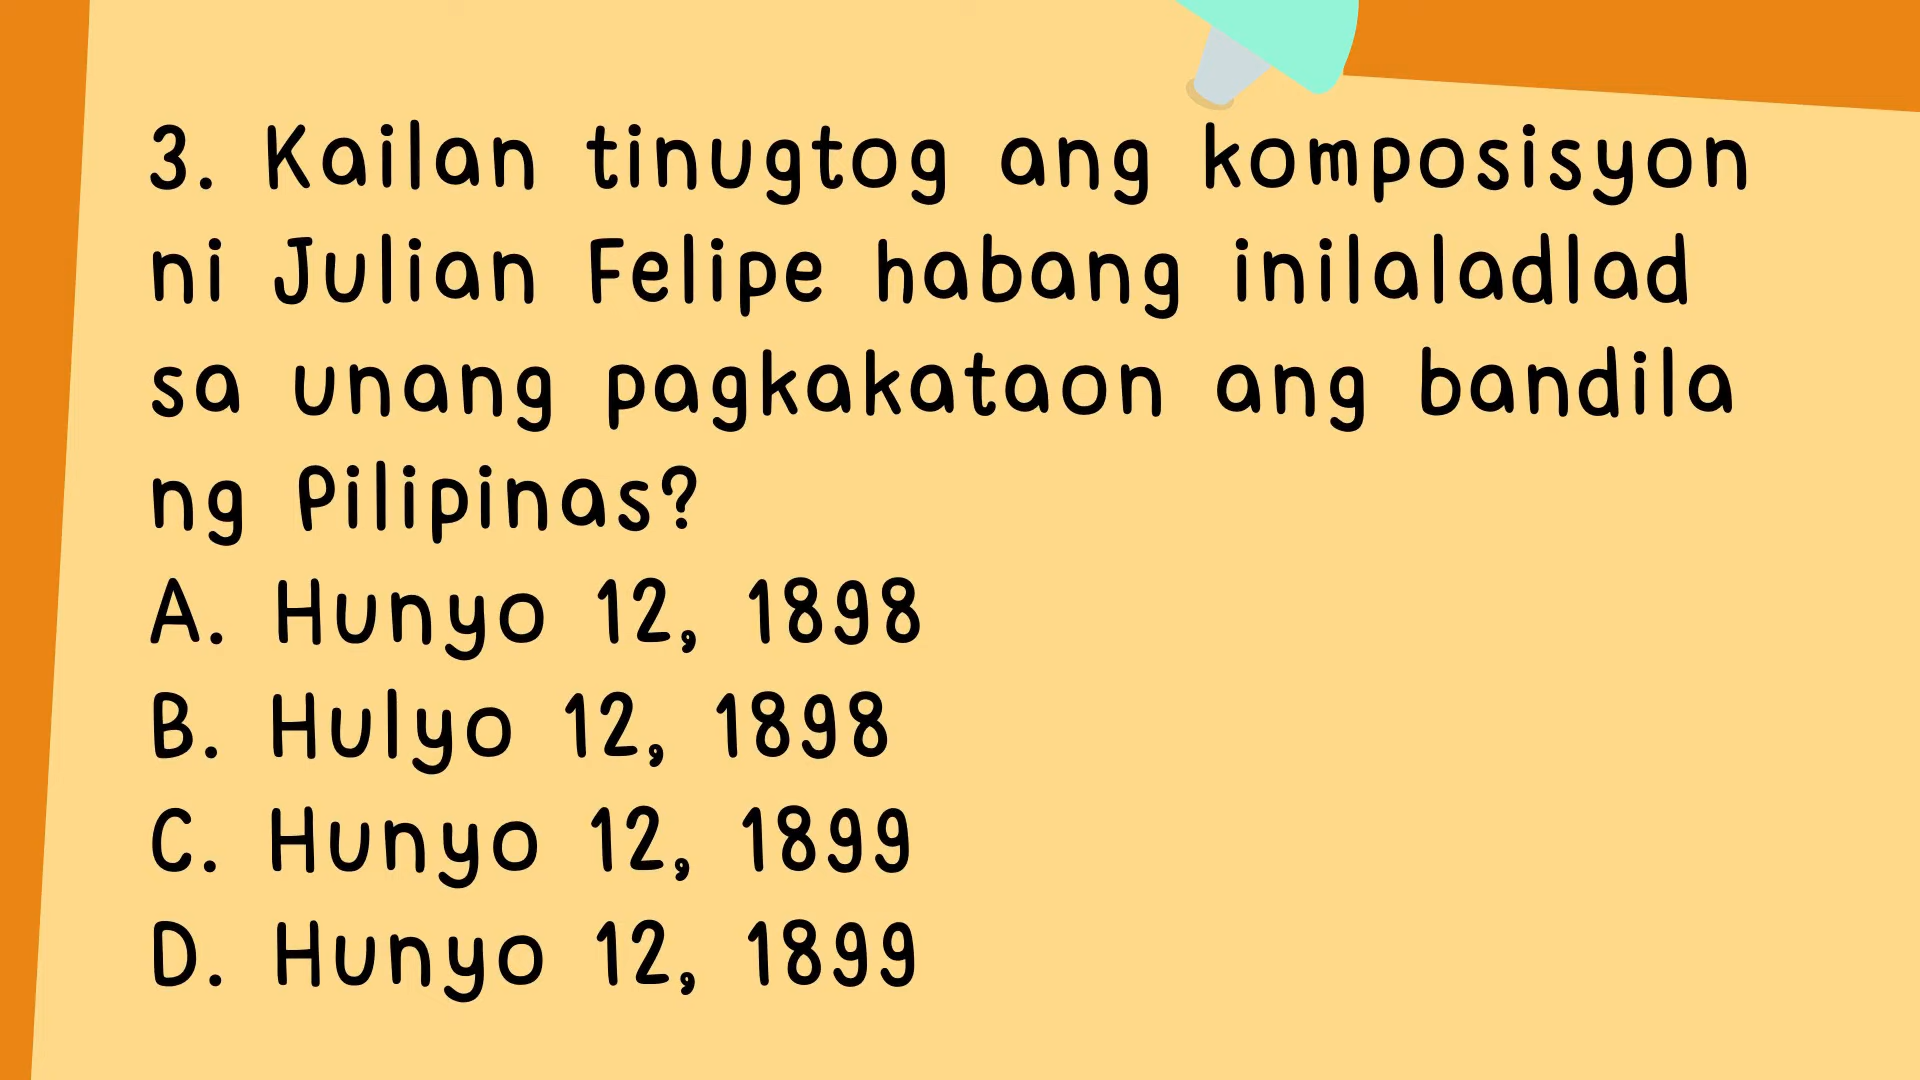 3. Kailan tinugtog ang komposisyon
ni Julian Felipe habang inilaladlad
sa unang pagkakataon ang bandila
ng Pilipinas?
A. Hunyo 12, 1898
B. Hulyo 12, 1898
C. Hunyo 12, 1899
D. Hunyo 12, 1899